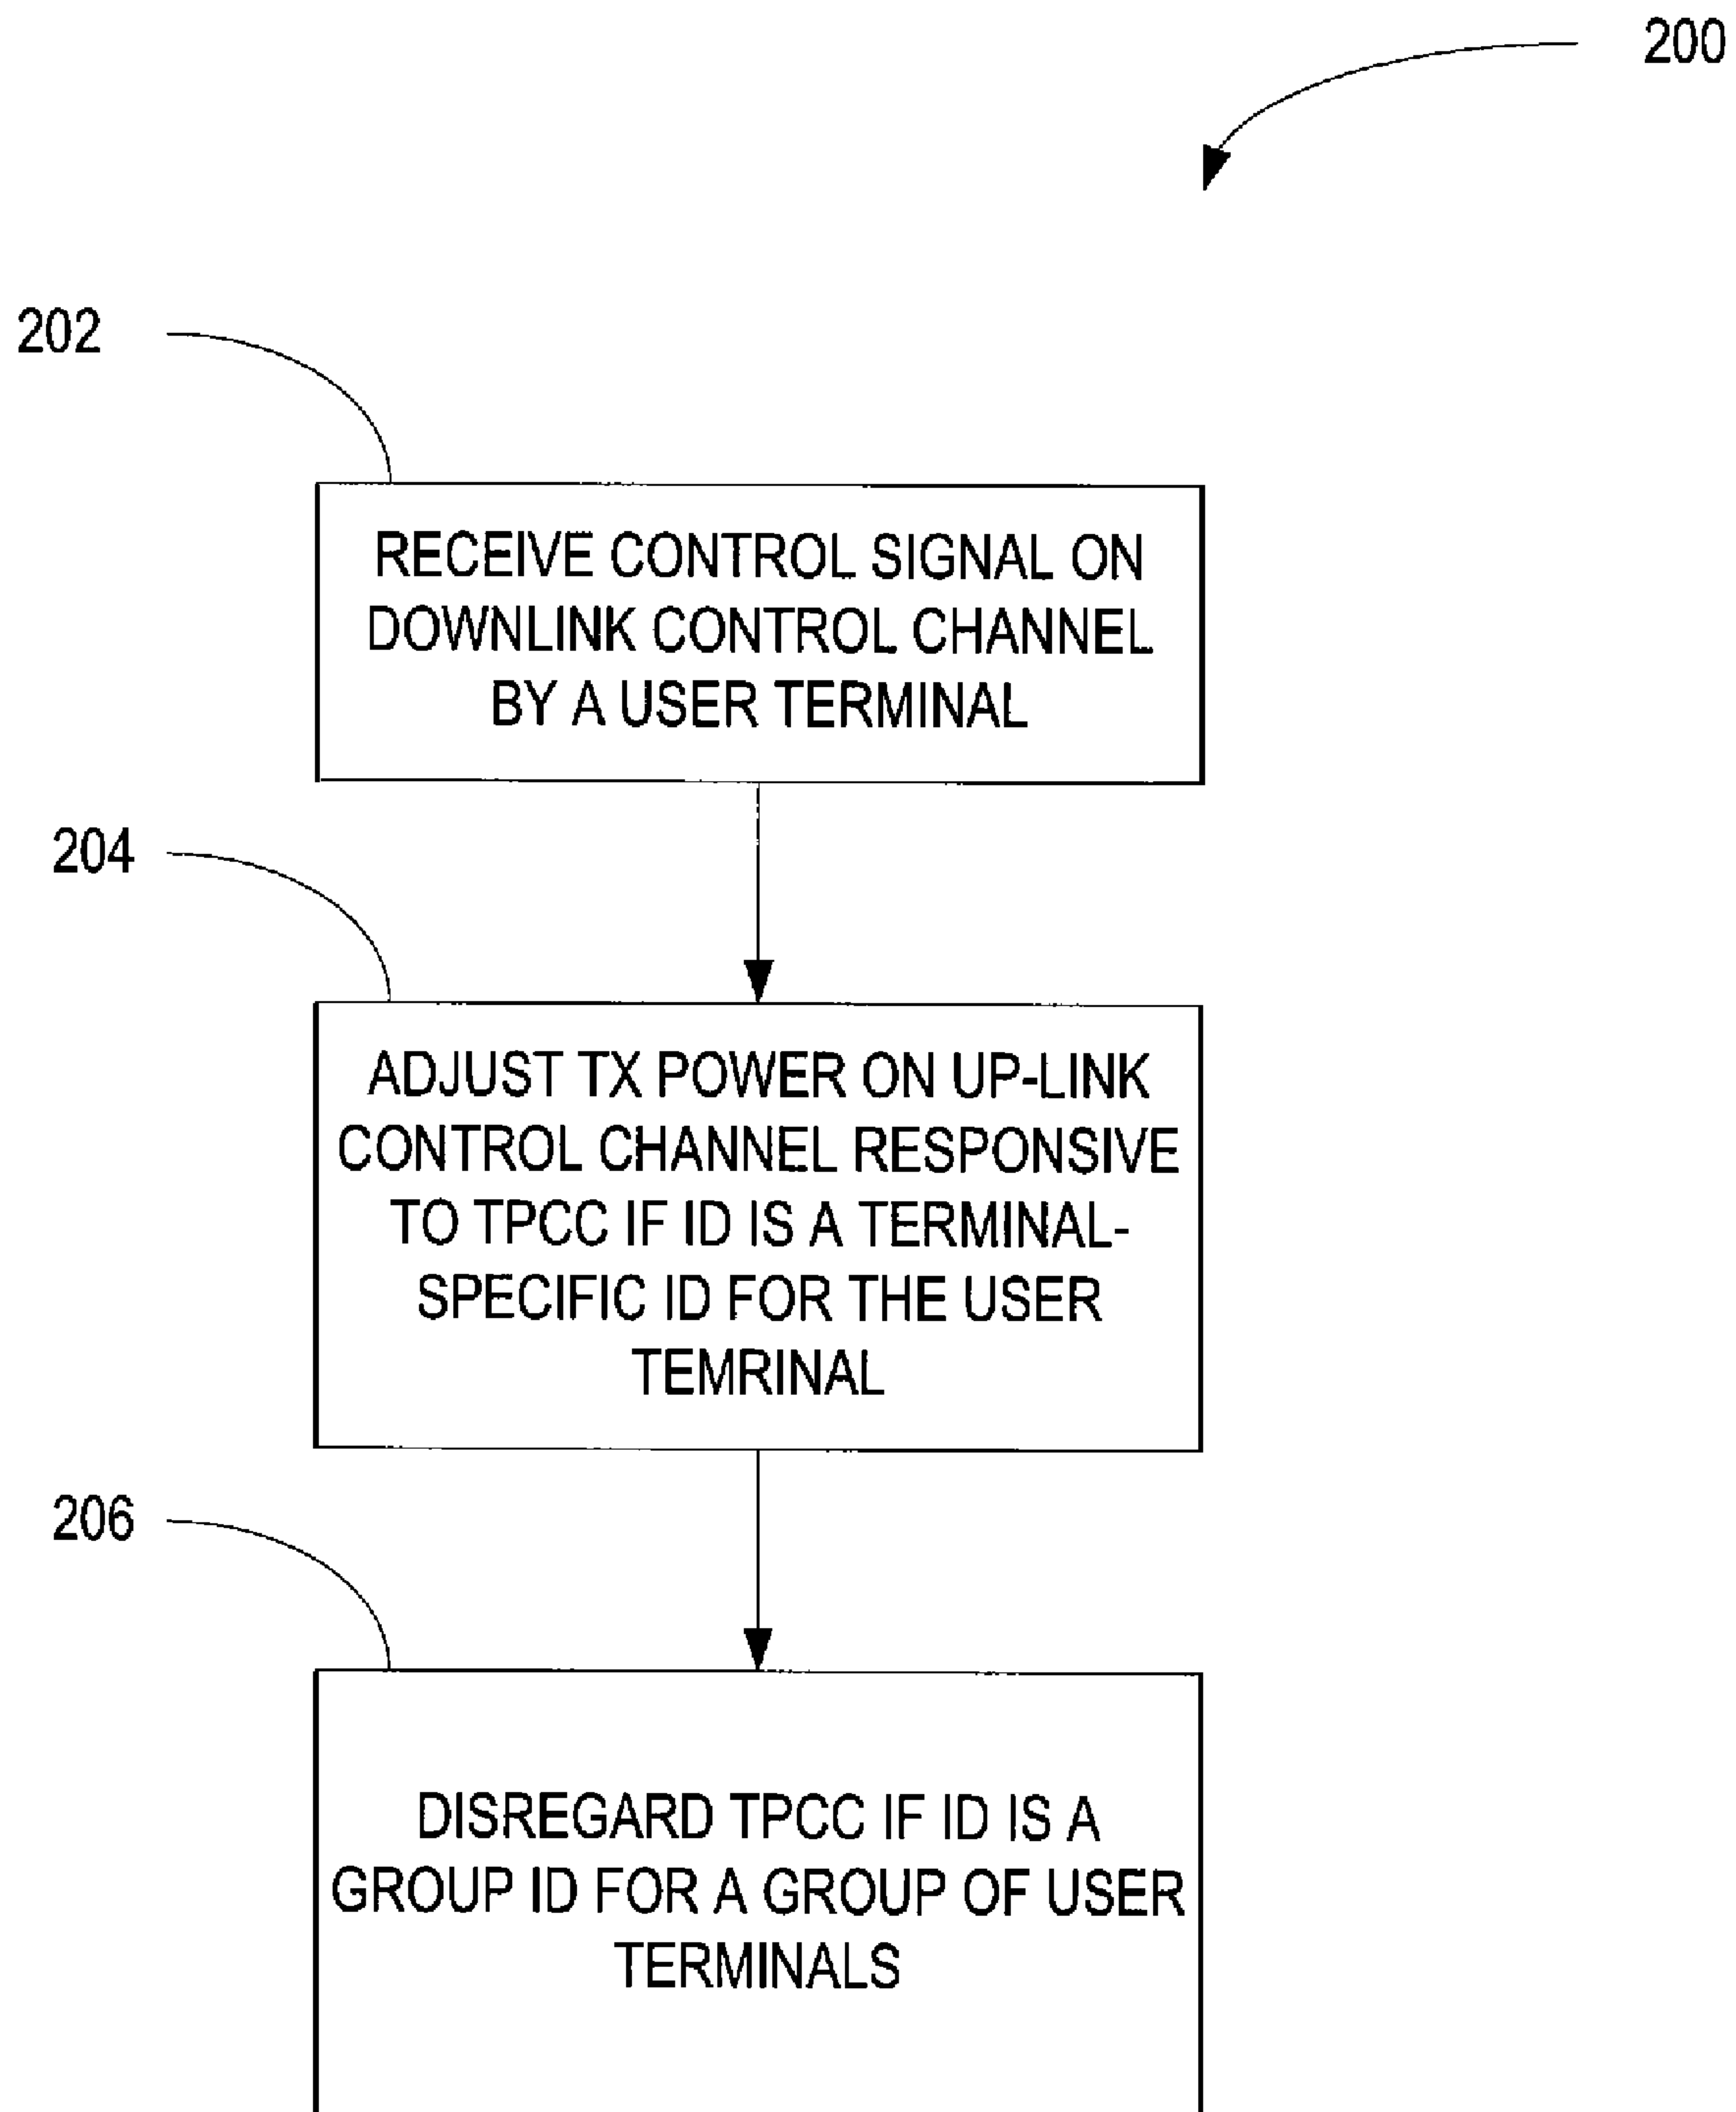 200
202
RECEIVE CONTROL SIGNAL ON
DOWNLINK CONTROL CHANNEL
BY A USER TERMINAL
204
ADJUST TX POWER ON UP-LINK
CONTROL CHANNEL RESPONSIVE
TO TPCC IF ID IS A TERMINAL-
SPECIFIC ID FOR THE USER
TEMRINAL
206
DISREGARD TPCC IF ID IS A
GROUP ID FOR A GROUP OF USER
TERMINALS